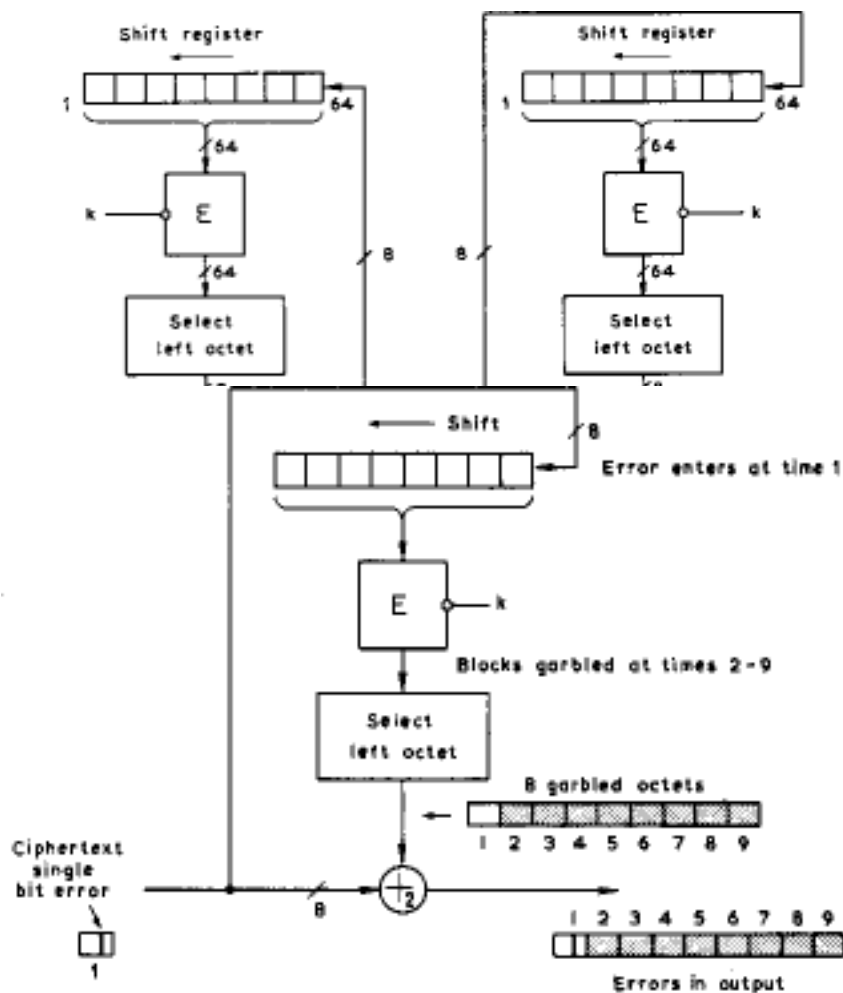 Shift register
Shift register
1
64
1
64
64
64
k
E
E
k
8
8
64
64
Select
left octet
Select
left octet
Shift
8
Error enters at time 1
E
k
Blocks garbled at times 2-9
Select
left octet
8 garbled octets
1 2 3 4 5 6 7 8 9
Ciphertext
single
bit error
8
+2
1 2 3 4 5 6 7 8 9
1
Errors in output